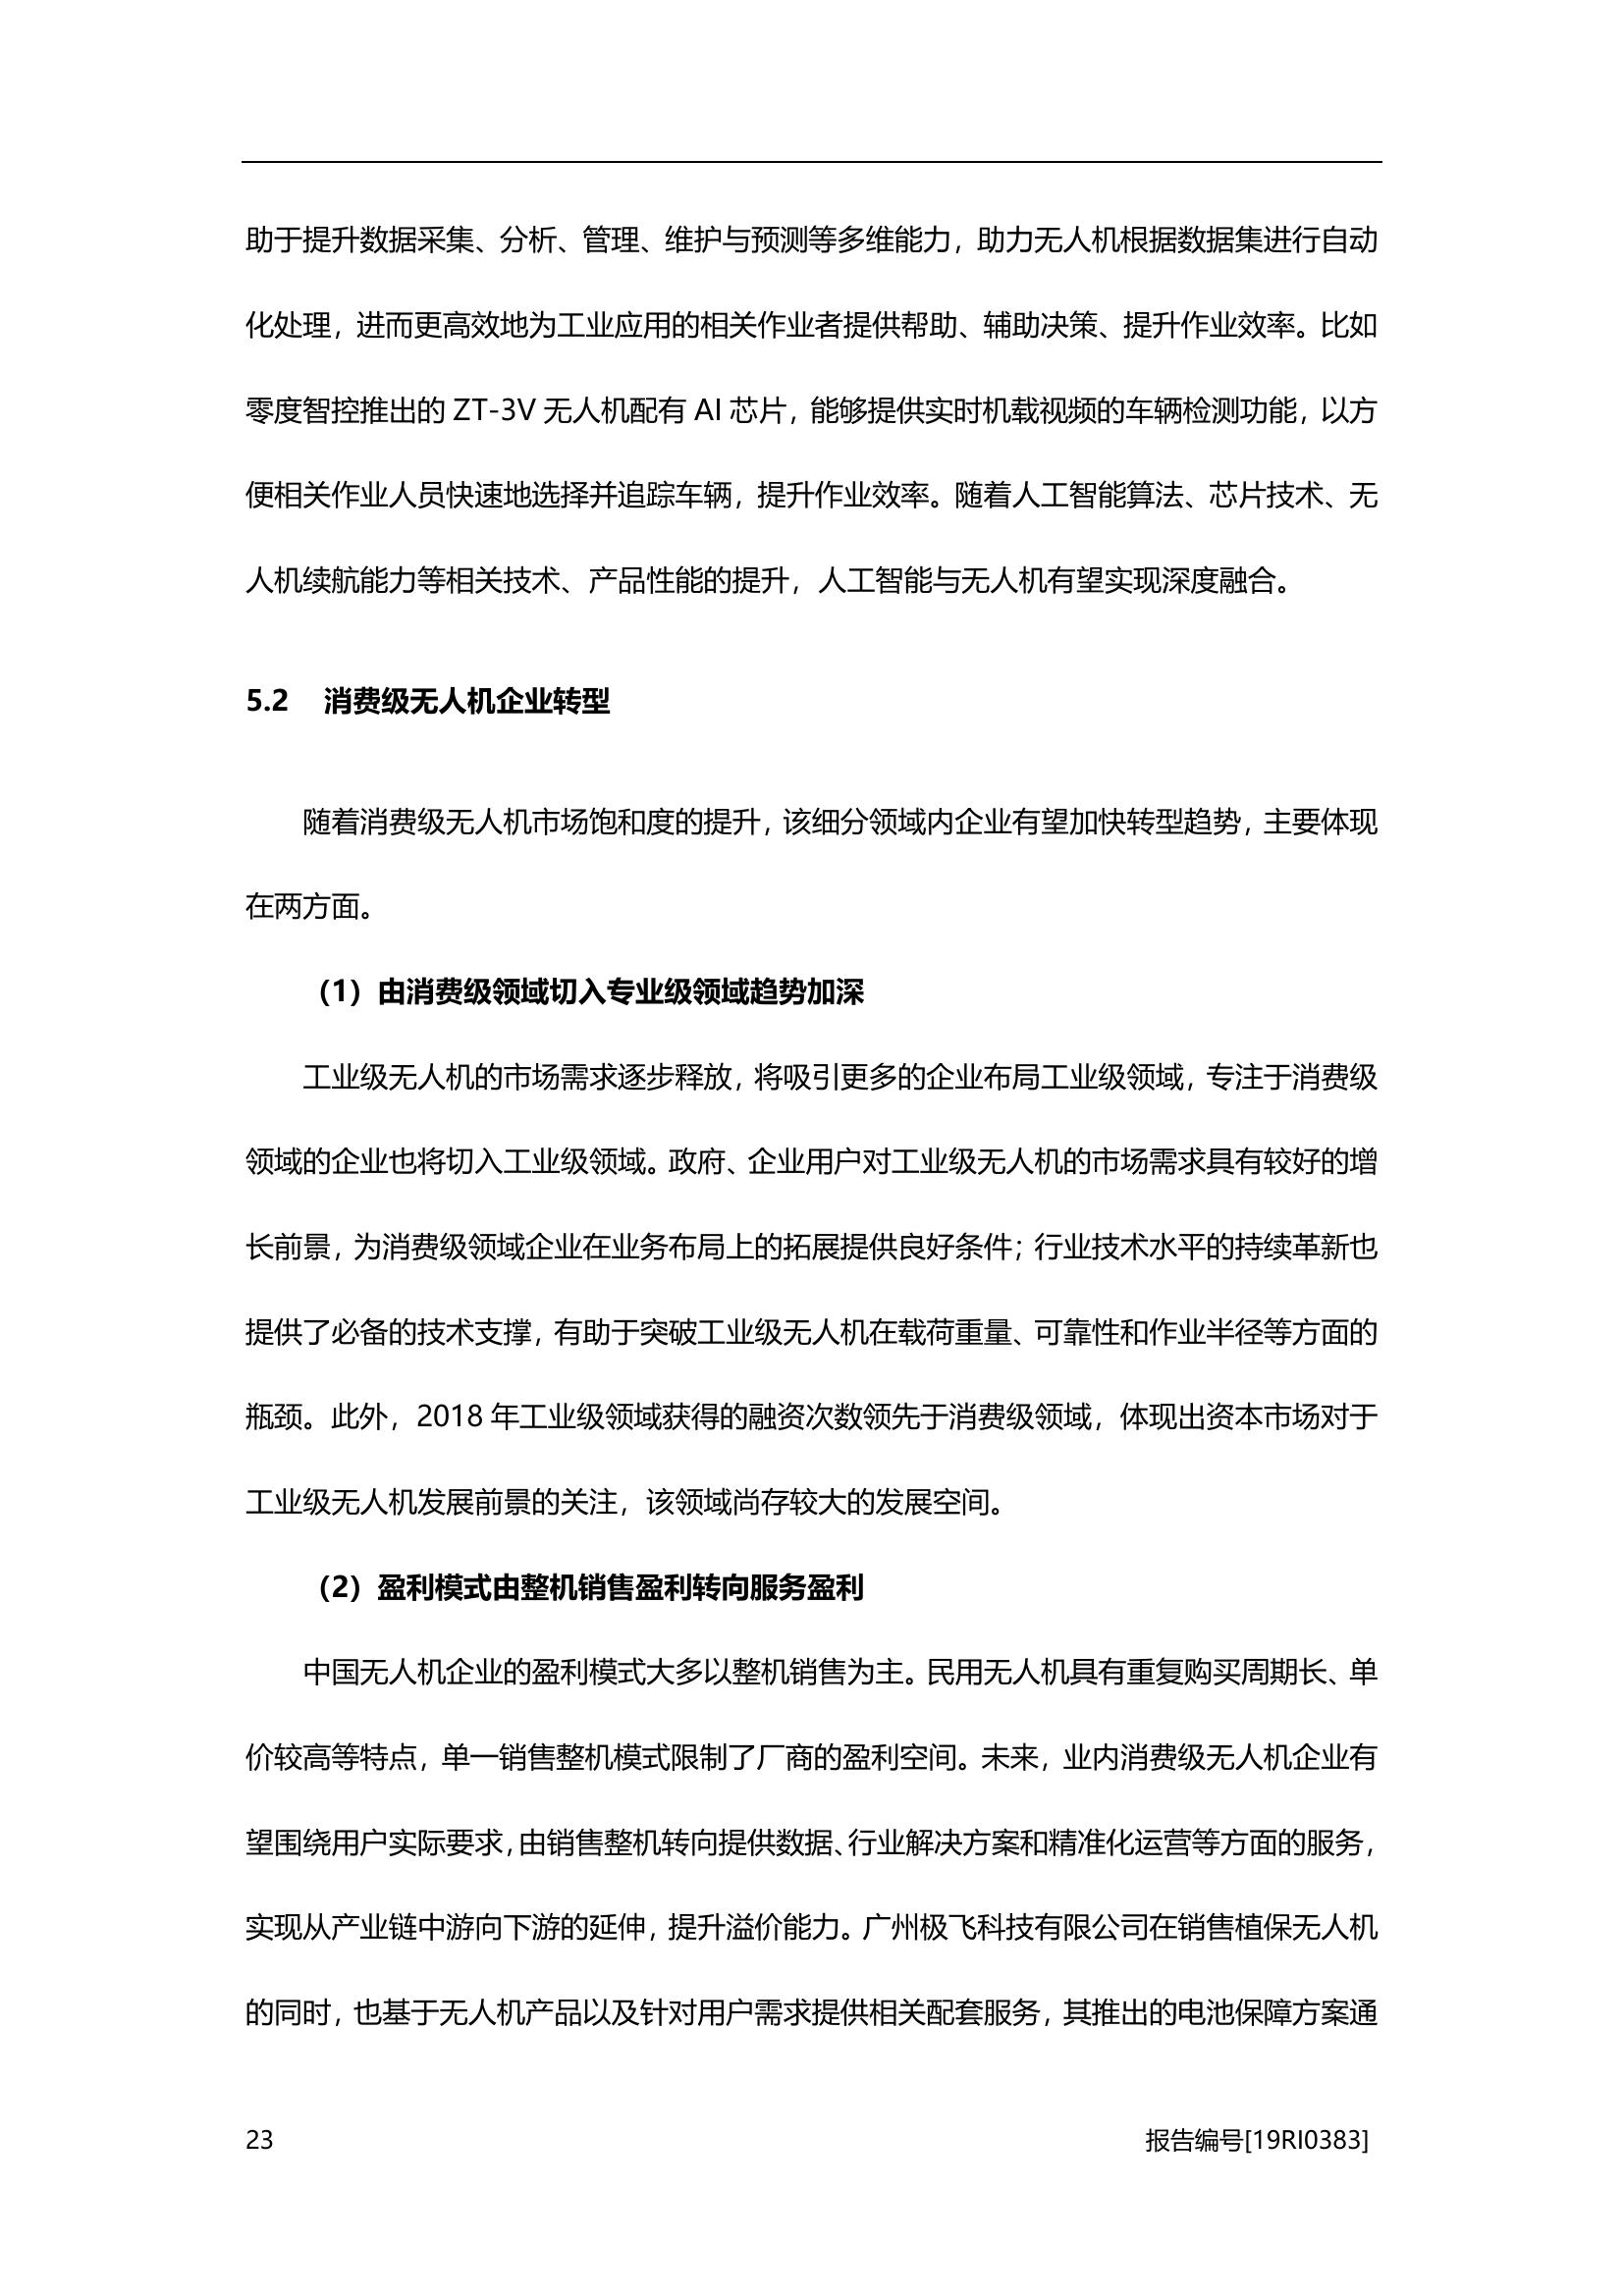 助于提升数据采集、分析、管理、维护与预测等多维能力，助力无人机根据数据集进行自动
化处理，进而更高效地为工业应用的相关作业者提供帮助、辅助决策、提升作业效率。比如
零度智控推出的 ZT-3V 无人机配有 AI 芯片，能够提供实时机载视频的车辆检测功能，以方
便相关作业人员快速地选择并追踪车辆，提升作业效率。随着人工智能算法、芯片技术、无
人机续航能力等相关技术、产品性能的提升，人工智能与无人机有望实现深度融合。
5.2 消费级无人机企业转型
随着消费级无人机市场饱和度的提升，该细分领域内企业有望加快转型趋势，主要体现
在两方面。
（1）由消费级领域切入专业级领域趋势加深
工业级无人机的市场需求逐步释放，将吸引更多的企业布局工业级领域，专注于消费级
领域的企业也将切入工业级领域。政府、企业用户对工业级无人机的市场需求具有较好的增
长前景，为消费级领域企业在业务布局上的拓展提供良好条件；行业技术水平的持续革新也
提供了必备的技术支撑，有助于突破工业级无人机在载荷重量、可靠性和作业半径等方面的
瓶颈。此外，2018 年工业级领域获得的融资次数领先于消费级领域，体现出资本市场对于
工业级无人机发展前景的关注，该领域尚存较大的发展空间。
（2）盈利模式由整机销售盈利转向服务盈利
中国无人机企业的盈利模式大多以整机销售为主。民用无人机具有重复购买周期长、单
价较高等特点，单一销售整机模式限制了厂商的盈利空间。未来，业内消费级无人机企业有
望围绕用户实际要求，由销售整机转向提供数据、行业解决方案和精准化运营等方面的服务，
实现从产业链中游向下游的延伸，提升溢价能力。广州极飞科技有限公司在销售植保无人机
的同时，也基于无人机产品以及针对用户需求提供相关配套服务，其推出的电池保障方案通
23 报告编号[19RI0383]